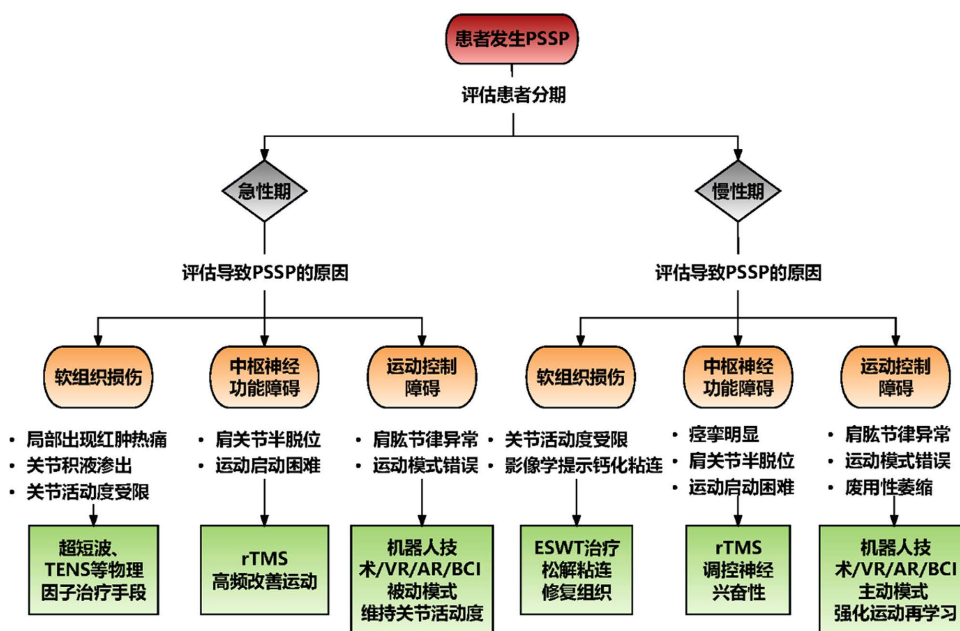 患者发生PSSP
评估患者分期
急性期
慢性期
评估导致PSSP的原因
评估导致PSSP的原因
软组织损伤
中枢神经
功能障碍
运动控制
障碍
软组织损伤
中枢神经
功能障碍
运动控制
障碍
• 局部出现红肿热痛
• 关节积液渗出
• 关节活动度受限
• 肩关节半脱位
• 运动启动困难
• 肩肱节律异常
• 运动模式错误
• 关节活动度受限
• 影像学提示钙化粘连
• 痉挛明显
• 肩关节半脱位
• 运动启动困难
• 肩肱节律异常
• 运动模式错误
• 废用性萎缩
超短波、
TENS等物理
因子治疗手段
rTMS
高频改善运动
机器人技
术/VR/AR/BCI
被动模式
维持关节活动度
ESWT治疗
松解粘连
修复组织
rTMS
调控神经
兴奋性
机器人技
术/VR/AR/BCI
主动模式
强化运动再学习